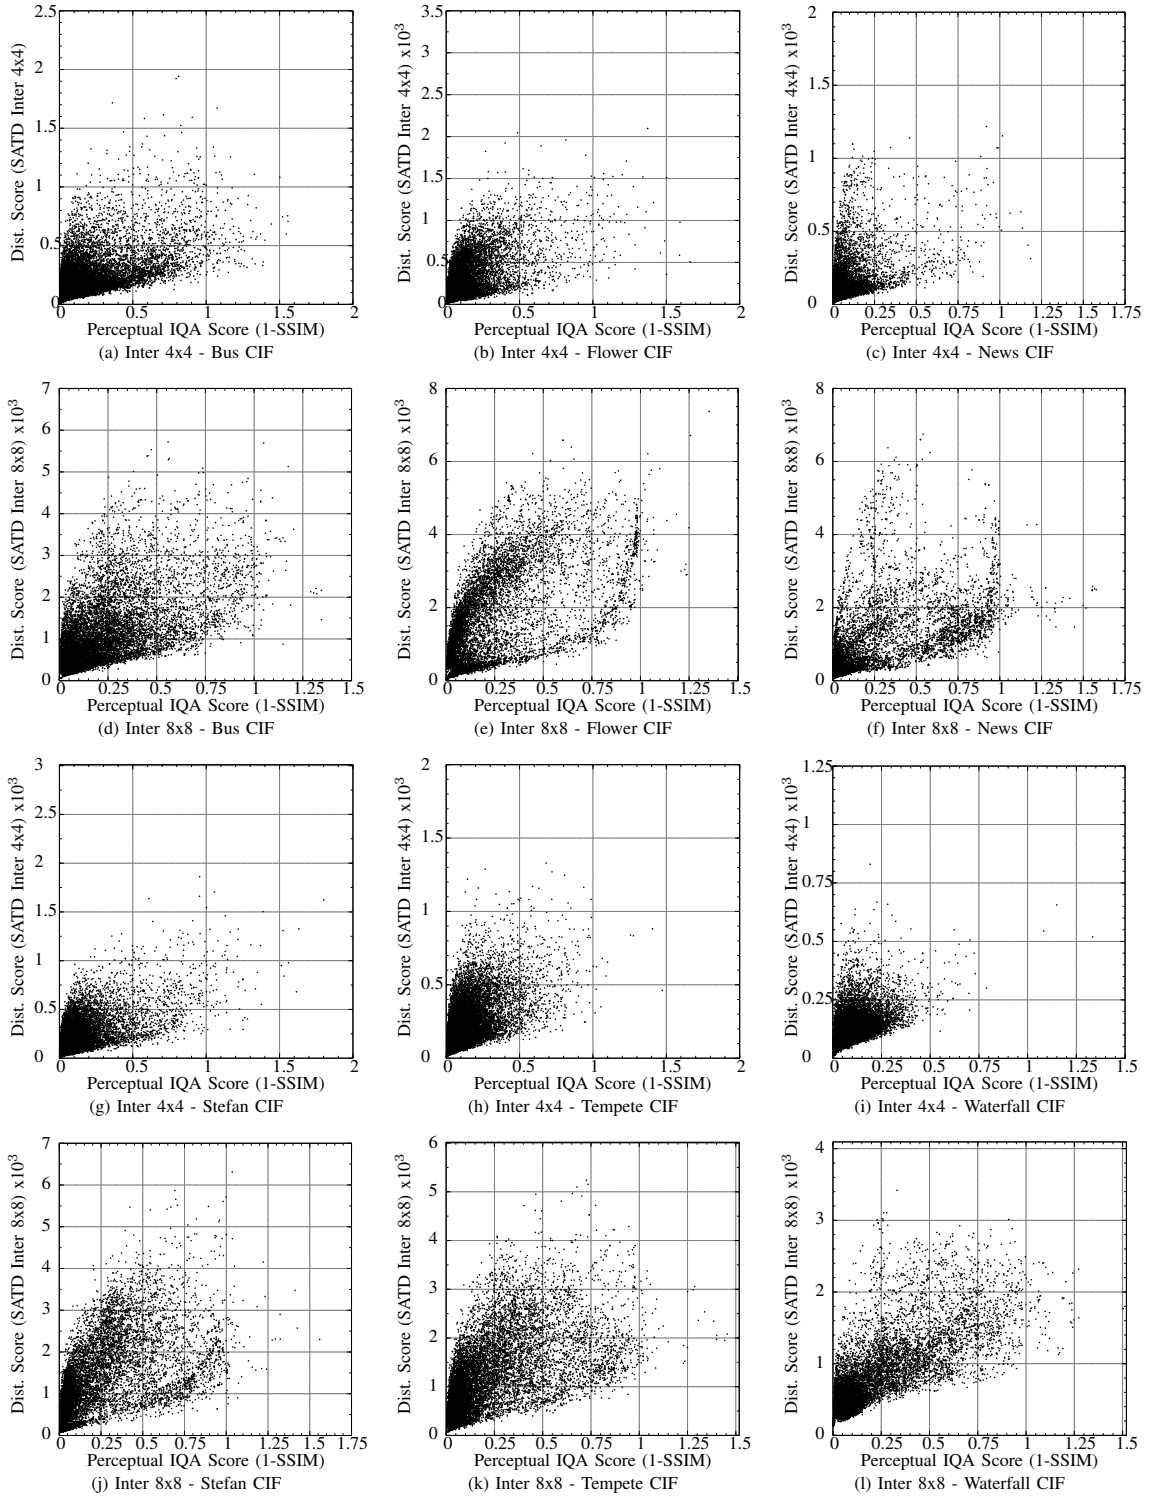 Dist. Score (SATD Inter 4x4)
2.5
2
1.5
1
0.5
0
0 0.5 1 1.5 2
Perceptual IQA Score (1-SSIM)
(a) Inter 4x4 - Bus CIF
Dist. Score (SATD Inter 4x4) x10³
3.5
3
2.5
2
1.5
1
0.5
0
0 0.5 1 1.5 2
Perceptual IQA Score (1-SSIM)
(b) Inter 4x4 - Flower CIF
Dist. Score (SATD Inter 4x4) x10³
2
1.5
1
0.5
0
0 0.25 0.5 0.75 1 1.25 1.5 1.75
Perceptual IQA Score (1-SSIM)
(c) Inter 4x4 - News CIF
Dist. Score (SATD Inter 8x8) x10³
7
6
5
4
3
2
1
0
0 0.25 0.5 0.75 1 1.25 1.5
Perceptual IQA Score (1-SSIM)
(d) Inter 8x8 - Bus CIF
Dist. Score (SATD Inter 8x8) x10³
8
6
4
2
0
0 0.25 0.5 0.75 1 1.25 1.5
Perceptual IQA Score (1-SSIM)
(e) Inter 8x8 - Flower CIF
Dist. Score (SATD Inter 8x8) x10³
8
6
4
2
0
0 0.25 0.5 0.75 1 1.25 1.5 1.75
Perceptual IQA Score (1-SSIM)
(f) Inter 8x8 - News CIF
Dist. Score (SATD Inter 4x4) x10³
3
2.5
2
1.5
1
0.5
0
0 0.5 1 1.5 2
Perceptual IQA Score (1-SSIM)
(g) Inter 4x4 - Stefan CIF
Dist. Score (SATD Inter 4x4) x10³
2
1.5
1
0.5
0
0 0.5 1 1.5 2
Perceptual IQA Score (1-SSIM)
(h) Inter 4x4 - Tempete CIF
Dist. Score (SATD Inter 4x4) x10³
1.25
1
0.75
0.5
0.25
0
0 0.25 0.5 0.75 1 1.25 1.5
Perceptual IQA Score (1-SSIM)
(i) Inter 4x4 - Waterfall CIF
Dist. Score (SATD Inter 8x8) x10³
7
6
5
4
3
2
1
0
0 0.25 0.5 0.75 1 1.25 1.5 1.75
Perceptual IQA Score (1-SSIM)
(j) Inter 8x8 - Stefan CIF
Dist. Score (SATD Inter 8x8) x10³
6
5
4
3
2
1
0
0 0.25 0.5 0.75 1 1.25 1.5
Perceptual IQA Score (1-SSIM)
(k) Inter 8x8 - Tempete CIF
Dist. Score (SATD Inter 8x8) x10³
4
3
2
1
0
0 0.25 0.5 0.75 1 1.25 1.5
Perceptual IQA Score (1-SSIM)
(l) Inter 8x8 - Waterfall CIF